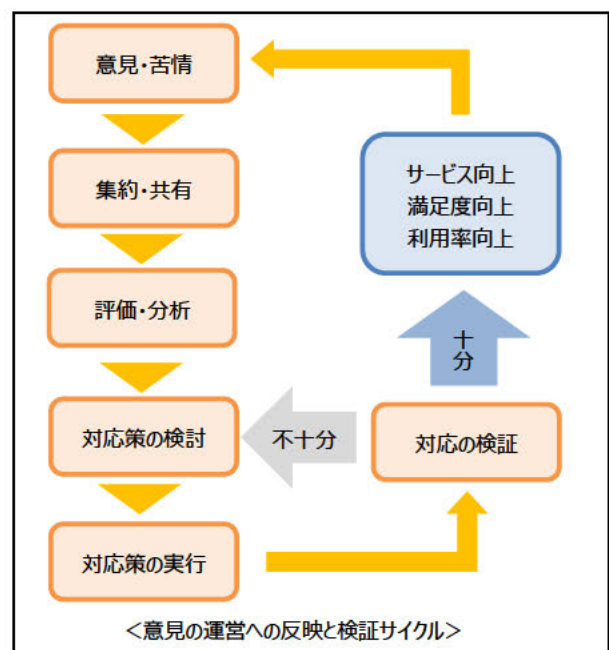 意見・苦情
集約・共有
評価・分析
対応策の検討
対応策の実行
対応の検証
不十分
十分
サービス向上
満足度向上
利用率向上
＜意見の運営への反映と検証サイクル＞